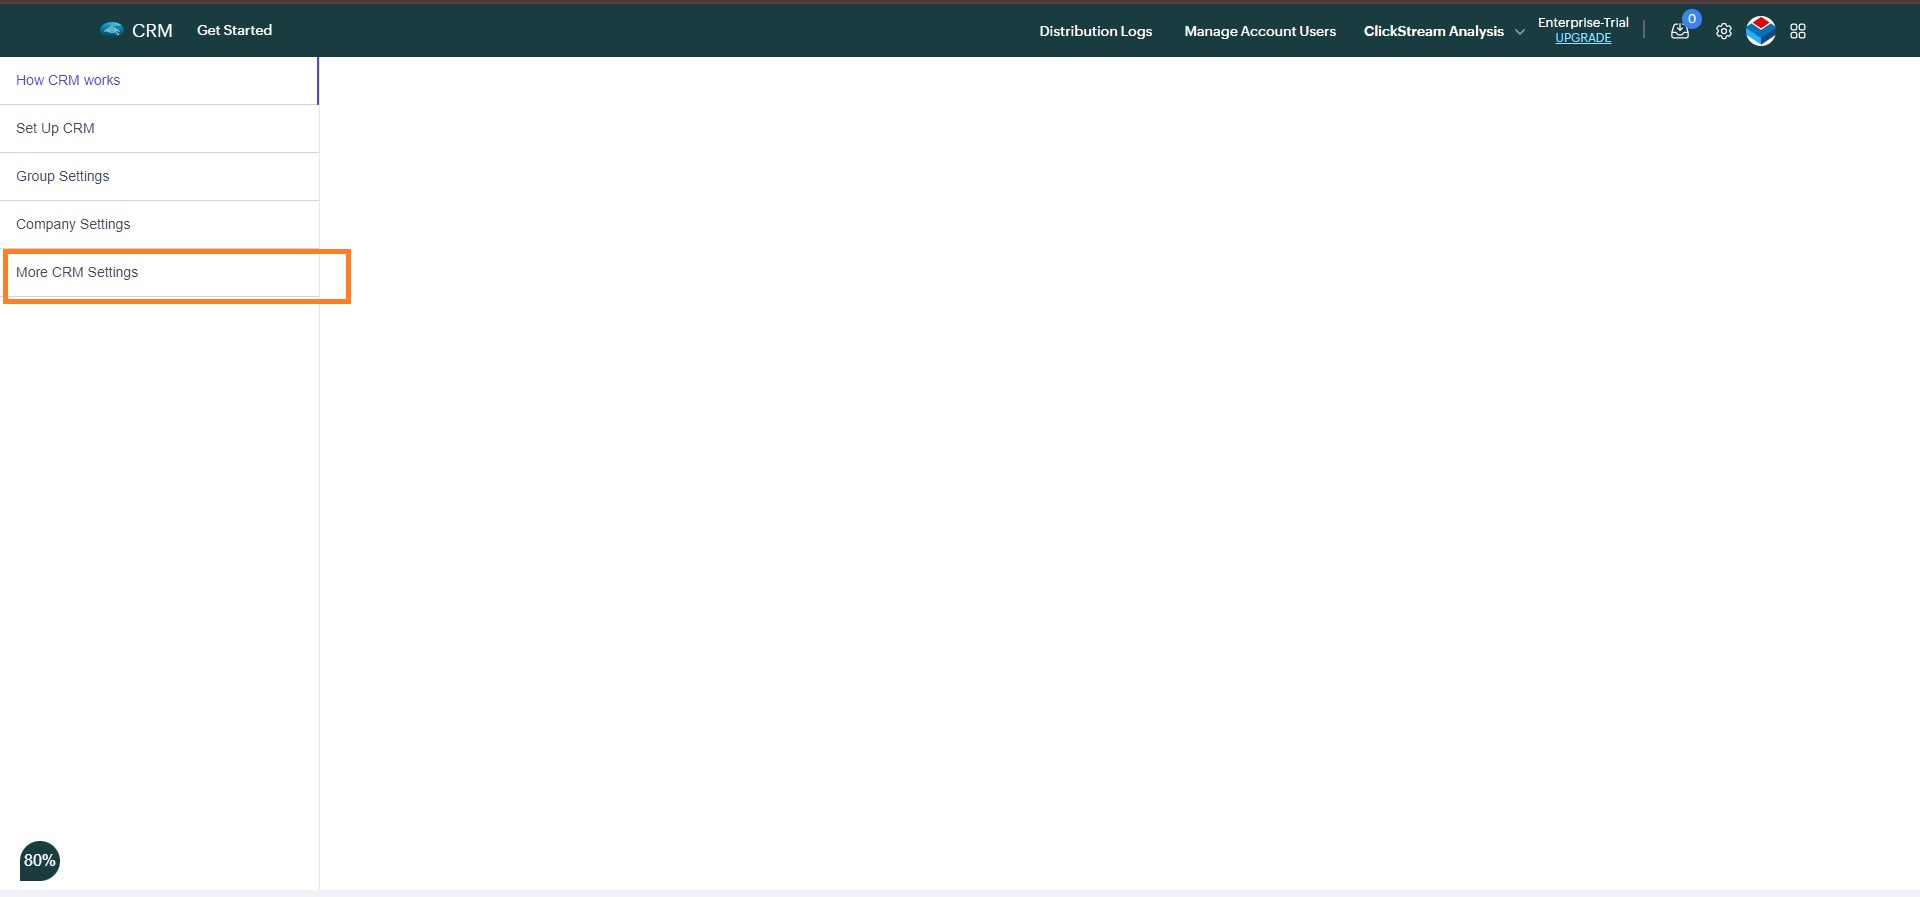 CRM Get Started Distribution Logs Manage Account Users ClickStream Analysis Enterprise-Trial 0
UPGRADE
How CRM works
Set Up CRM
Group Settings
Company Settings
More CRM Settings
80%